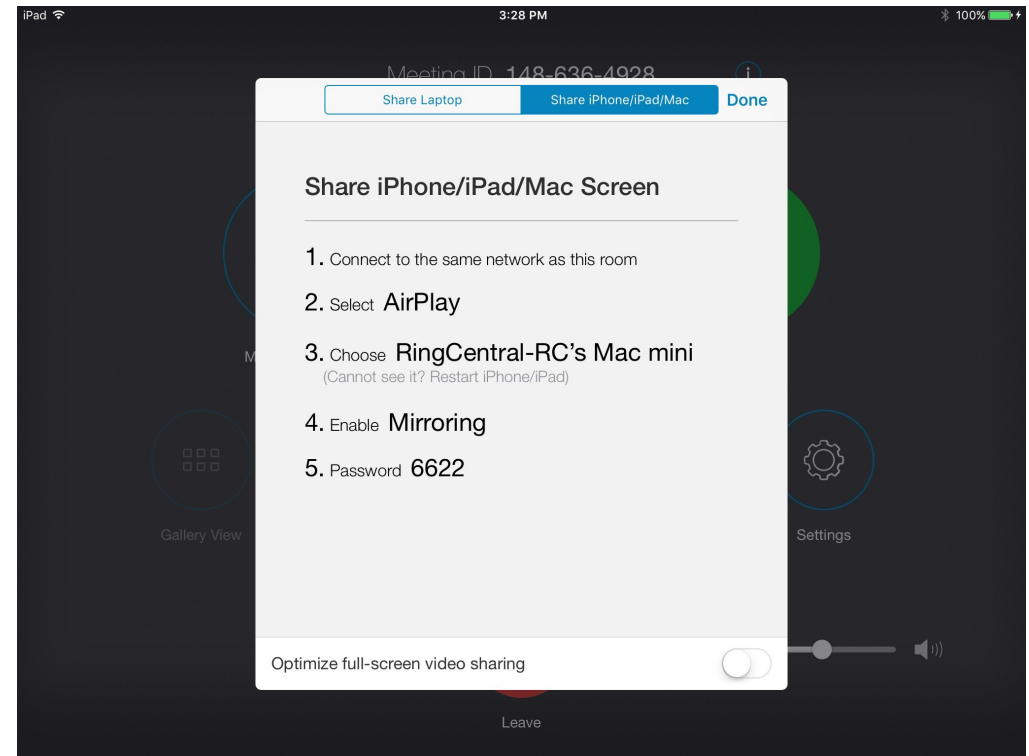 iPad 3:28 PM 100%
Meeting ID 148-636-4928 i
Share Laptop Share iPhone/iPad/Mac Done
Share iPhone/iPad/Mac Screen
1. Connect to the same network as this room
2. Select AirPlay
3. Choose RingCentral-RC's Mac mini
(Cannot see it? Restart iPhone/iPad)
4. Enable Mirroring
5. Password 6622
Gallery View Settings
Optimize full-screen video sharing
Leave